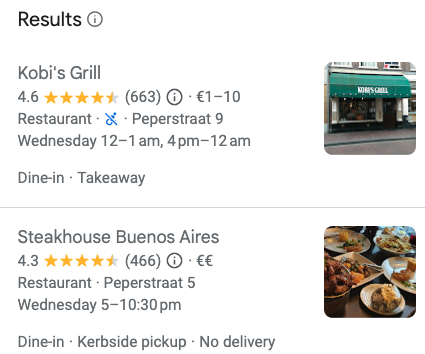 Results
Kobi's Grill
4.6 (663) · €1–10
Restaurant · · Peperstraat 9
Wednesday 12–1 am, 4 pm–12 am
Dine-in · Takeaway
KOBI'S GRILL
Steakhouse Buenos Aires
4.3 (466) · €€
Restaurant · Peperstraat 5
Wednesday 5–10:30 pm
Dine-in · Kerbside pickup · No delivery